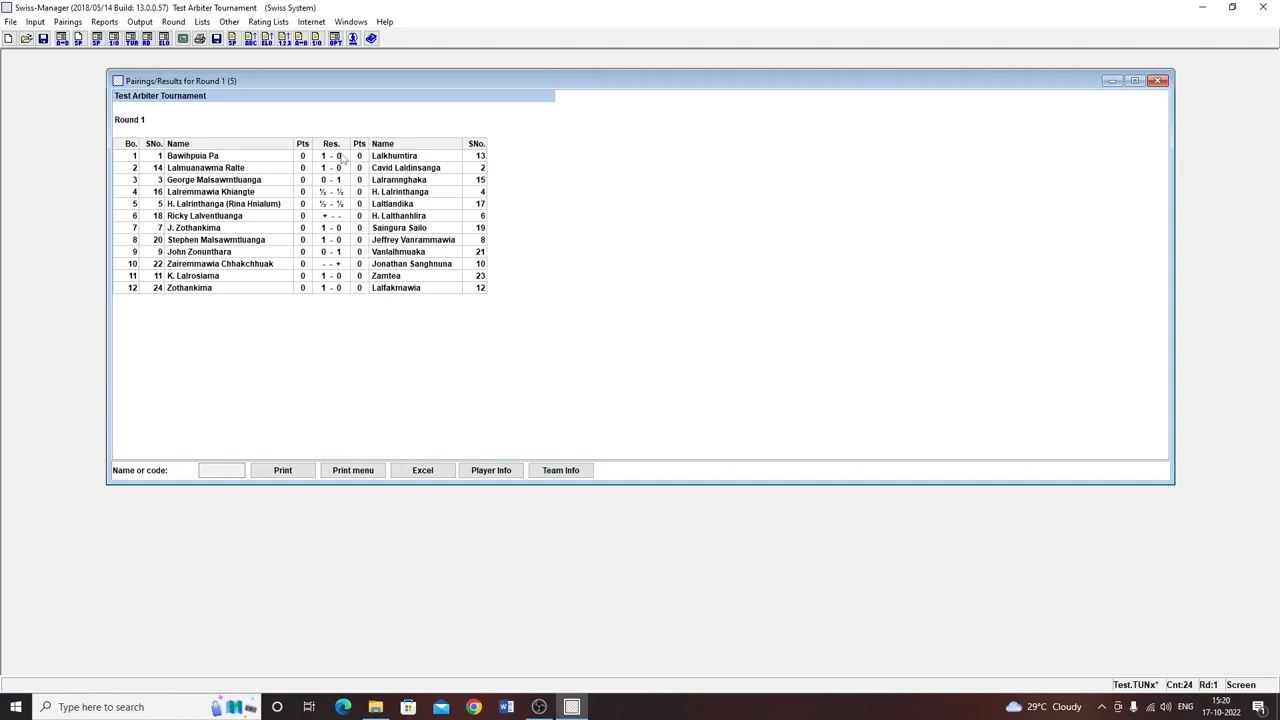 Swiss-Manager (2018/05/14 Build: 13.0.0.57) Test Arbiter Tournament (Swiss System)
File Input Pairings Reports Output Round Lists Other Rating Lists Internet Windows Help
Pairings/Results for Round 1 (5)
Test Arbiter Tournament
Round 1
Bo. SNo. Name Pts Res. Pts Name SNo.
1 1 Bawihpuia Pa 0 1 - 0 0 Lalkhumtira 13
2 14 Lalmuanawma Ralte 0 1 - 0 0 Cavid Laldinsanga 2
3 3 George Malsawmtluanga 0 0 - 1 0 Lalramnghaka 15
4 16 Lalremmawia Khiangte 0 ½ - ½ 0 H. Lalrinthanga 4
5 5 H. Lalrinthanga (Rina Hnialum) 0 ½ - ½ 0 Laltlandika 17
6 18 Ricky Lalventluanga 0 + - - 0 H. Lalthanhlira 6
7 7 J. Zothankima 0 1 - 0 0 Saingura Sailo 19
8 20 Stephen Malsawmtluanga 0 1 - 0 0 Jeffrey Vanrammawia 8
9 9 John Zonunthara 0 0 - 1 0 Vanlalhmuaka 21
10 22 Zairemmawia Chhakchhuak 0 - - + 0 Jonathan Sanghnuna 10
11 11 K. Lalrosiama 0 1 - 0 0 Zamtea 23
12 24 Zothankima 0 1 - 0 0 Lalfakmawia 12
Name or code: Print Print menu Excel Player Info Team Info
Test.TUNx* Cnt:24 Rd:1 Screen
Type here to search
29°C Cloudy
15:20
17-10-2022